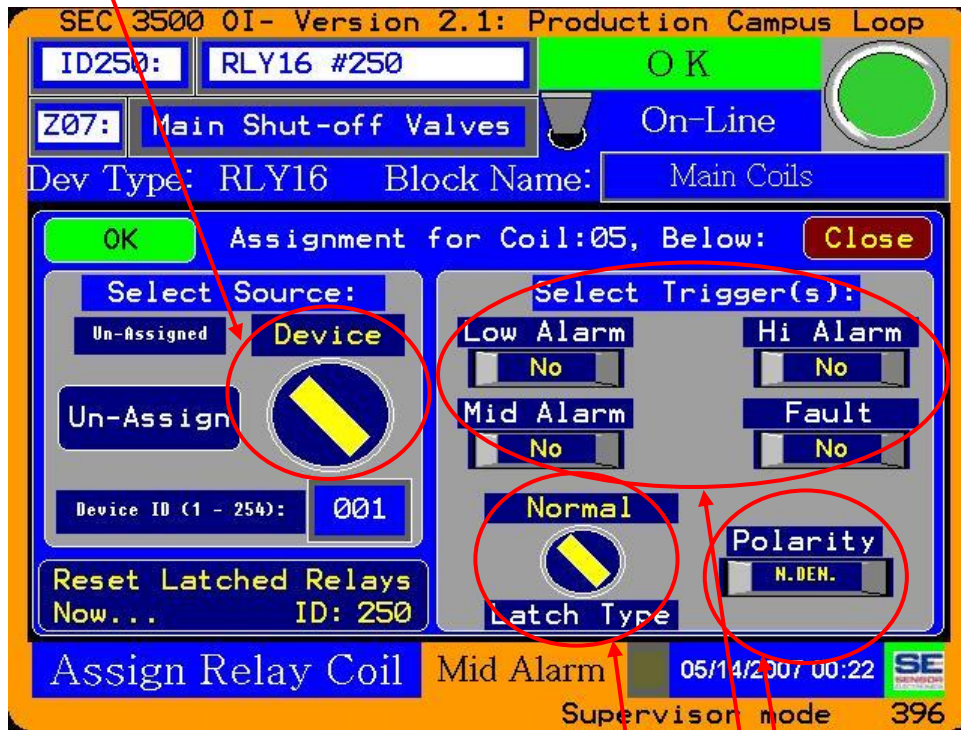 SEC 3500 OI- Version 2.1: Production Campus Loop
ID250: RLY16 #250 OK
Z07: Main Shut-off Valves On-Line
Dev Type: RLY16 Block Name: Main Coils
OK Assignment for Coil:05, Below: Close
Select Source:
Un-Assigned Device
Un-Assign
Device ID (1 - 254): 001
Reset Latched Relays
Now... ID: 250
Select Trigger(s):
Low Alarm Hi Alarm
No No
Mid Alarm Fault
No No
Normal
Latch Type
Polarity
N.DEN.
Assign Relay Coil Mid Alarm 05/14/2007 00:22 SE
SENSOR
Supervisor mode 396